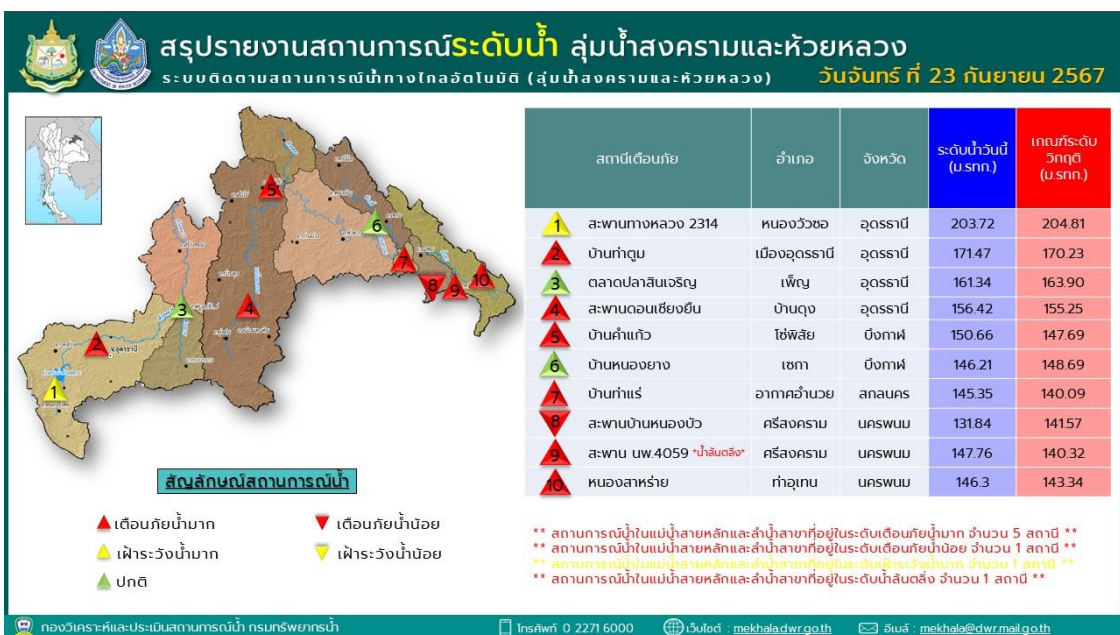 สรุปรายงานสถานการณ์ระดับน้ำ ลุ่มน้ำสงครามและห้วยหลวง
ระบบติดตามสถานการณ์น้ำทางไกลอัตโนมัติ (ลุ่มน้ำสงครามและห้วยหลวง) วันจันทร์ ที่ 23 กันยายน 2567
5
6
7
8 9 10
3
4
2
จ.อุดรธานี
1
สถานีเตือนภัย อำเภอ จังหวัด ระดับน้ำวันนี้ (ม.รทก.) เกณฑ์ระดับวิกฤติ (ม.รทก.)
1 สะพานทางหลวง 2314 หนองวัวซอ อุดรธานี 203.72 204.81
2 บ้านท่าตูม เมืองอุดรธานี อุดรธานี 171.47 170.23
3 ตลาดปลาสินเจริญ เพ็ญ อุดรธานี 161.34 163.90
4 สะพานดอนเชียงยืน บ้านดุง อุดรธานี 156.42 155.25
5 บ้านคำแก้ว โซ่พิสัย บึงกาฬ 150.66 147.69
6 บ้านหนองยาง เซกา บึงกาฬ 146.21 148.69
7 บ้านท่าแร่ อากาศอำนวย สกลนคร 145.35 140.09
8 สะพานบ้านหนองบัว ศรีสงคราม นครพนม 131.84 141.57
9 สะพาน นพ.4059 *น้ำล้นตลิ่ง* ศรีสงคราม นครพนม 147.76 140.32
10 หนองสาหร่าย ท่าอุเทน นครพนม 146.3 143.34
สัญลักษณ์สถานการณ์น้ำ
เตือนภัยน้ำมาก เตือนภัยน้ำน้อย
เฝ้าระวังน้ำมาก เฝ้าระวังน้ำน้อย
ปกติ
** สถานการณ์น้ำในแม่น้ำสายหลักและลำน้ำสาขาที่อยู่ในระดับเตือนภัยน้ำมาก จำนวน 5 สถานี **
** สถานการณ์น้ำในแม่น้ำสายหลักและลำน้ำสาขาที่อยู่ในระดับเตือนภัยน้ำน้อย จำนวน 1 สถานี **
** สถานการณ์น้ำในแม่น้ำสายหลักและลำน้ำสาขาที่อยู่ในระดับเฝ้าระวังน้ำมาก จำนวน 1 สถานี **
** สถานการณ์น้ำในแม่น้ำสายหลักและลำน้ำสาขาที่อยู่ในระดับน้ำล้นตลิ่ง จำนวน 1 สถานี **
กองวิเคราะห์และประเมินสถานการณ์น้ำ กรมทรัพยากรน้ำ โทรศัพท์ 0 2271 6000 เว็บไซต์ : mekhala.dwr.go.th อีเมล์ : mekhala@dwr.mail.go.th